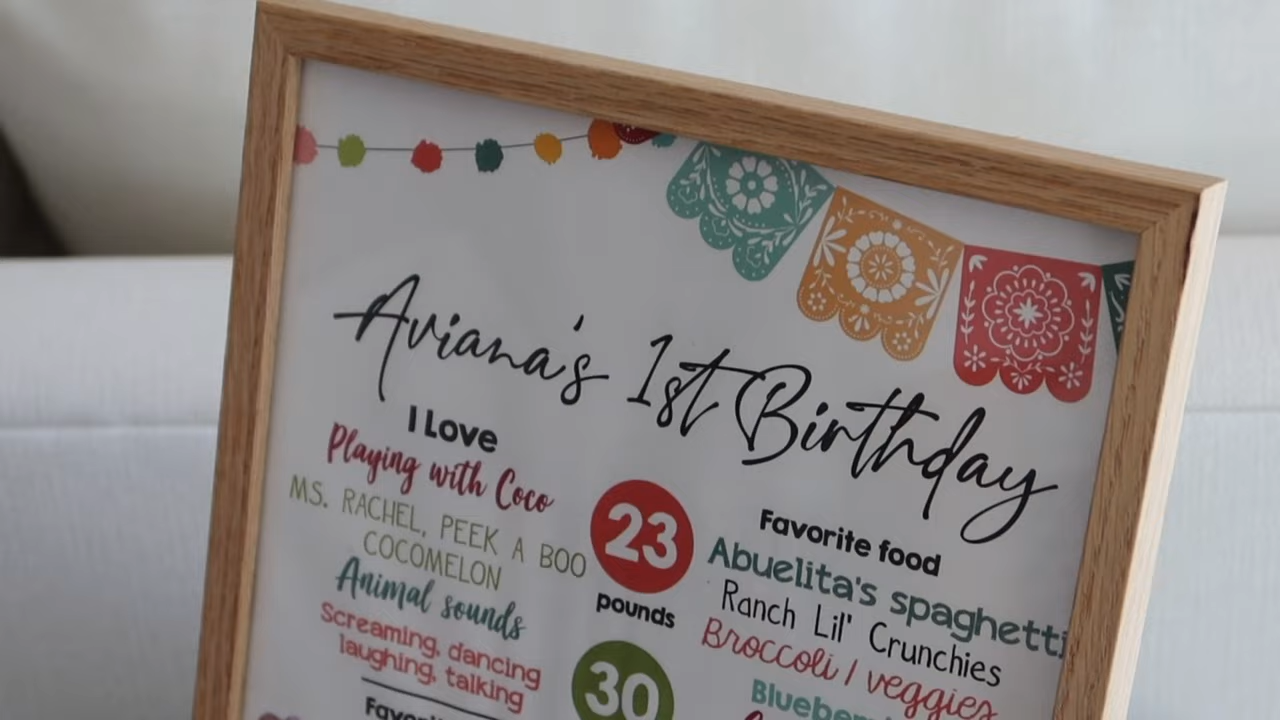 Aviana's 1st Birthday
I Love
Playing with Coco
MS. RACHEL, PEEK A BOO
COCOMELON
Animal sounds
Screaming, dancing
laughing, talking
23
pounds
30
Favorite food
Abuelita's spaghetti
Ranch Lil' Crunchies
Broccoli / veggies